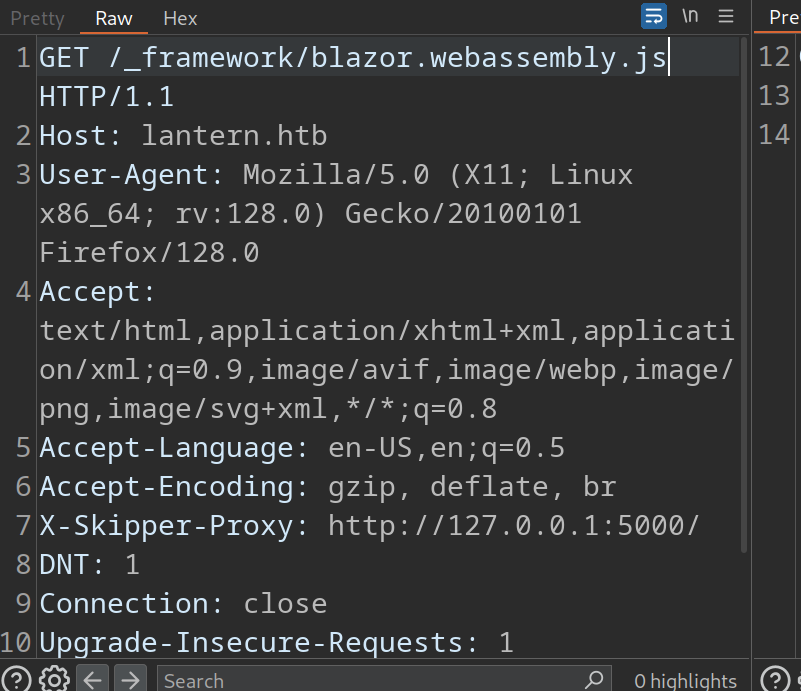 Pretty Raw Hex \n Pre
1 GET /_framework/blazor.webassembly.js
HTTP/1.1
2 Host: lantern.htb
3 User-Agent: Mozilla/5.0 (X11; Linux
x86_64; rv:128.0) Gecko/20100101
Firefox/128.0
4 Accept:
text/html,application/xhtml+xml,applicati
on/xml;q=0.9,image/avif,image/webp,image/
png,image/svg+xml,*/*;q=0.8
5 Accept-Language: en-US,en;q=0.5
6 Accept-Encoding: gzip, deflate, br
7 X-Skipper-Proxy: http://127.0.0.1:5000/
8 DNT: 1
9 Connection: close
10 Upgrade-Insecure-Requests: 1
12
13
14
Search 0 highlights